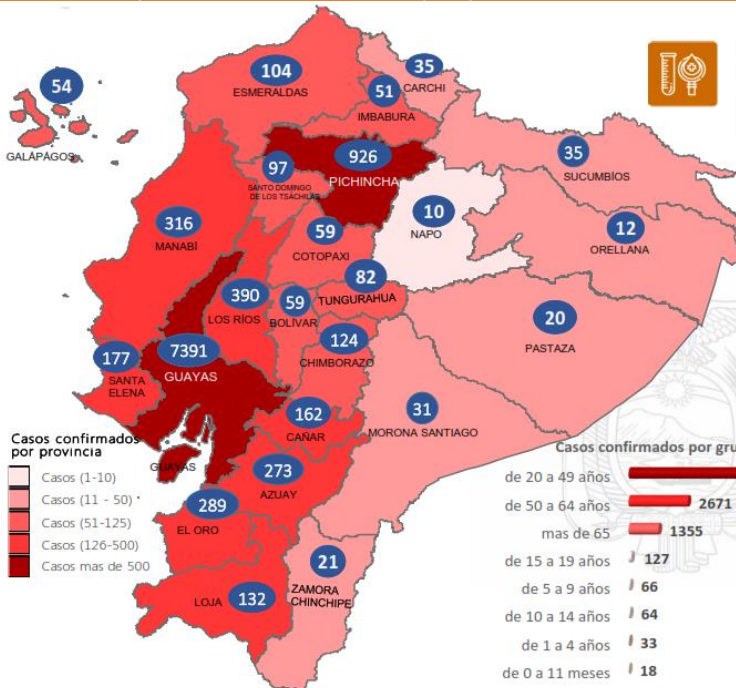 54
GALÁPAGOS
104
ESMERALDAS
35
CARCHI
51
IMBABURA
926
PICHINCHA
97
SANTO DOMINGO
DE LOS TSÁCHILAS
35
SUCUMBÍOS
10
NAPO
12
ORELLANA
316
MANABÍ
59
COTOPAXI
82
TUNGURAHUA
390
LOS RÍOS
59
BOLÍVAR
20
PASTAZA
177
SANTA
ELENA
7391
GUAYAS
124
CHIMBORAZO
31
MORONA SANTIAGO
162
CAÑAR
GUAYAS
273
AZUAY
289
EL ORO
21
ZAMORA
CHINCHIPE
LOJA 132
Casos confirmados
por provincia
Casos (1-10)
Casos (11 - 50)
Casos (51-125)
Casos (126-500)
Casos mas de 500
Casos confirmados por gru
de 20 a 49 años
de 50 a 64 años 2671
mas de 65 1355
de 15 a 19 años 127
de 5 a 9 años 66
de 10 a 14 años 64
de 1 a 4 años 33
de 0 a 11 meses 18